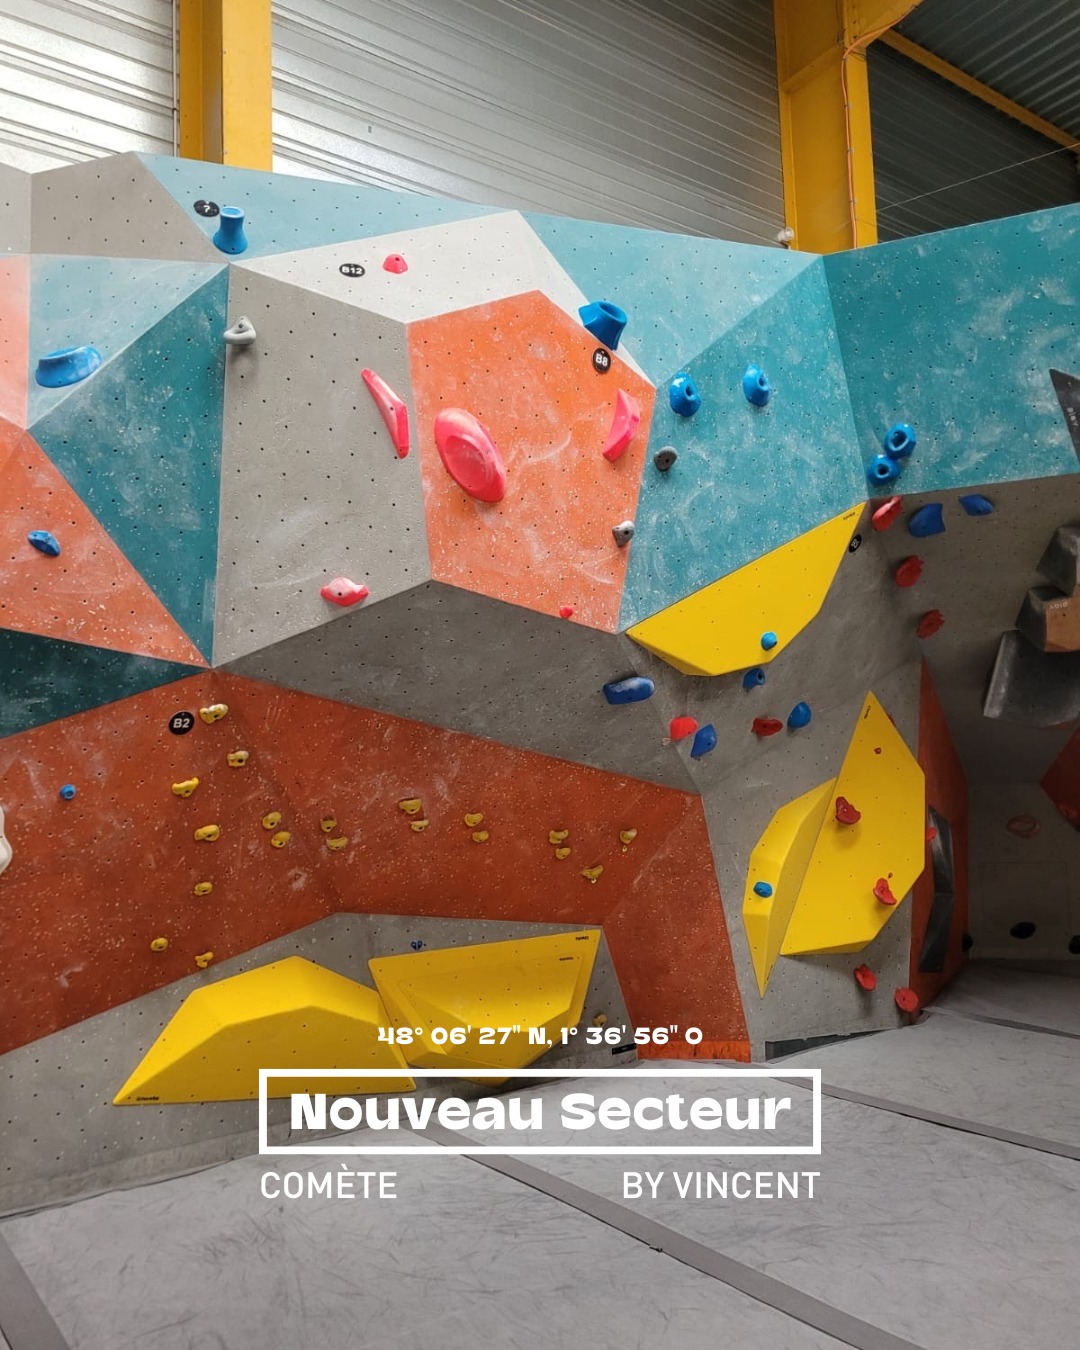 ?
B12
B8
B2
48° 06' 27" N, 1° 36' 56" O
Nouveau Secteur
COMÈTE BY VINCENT